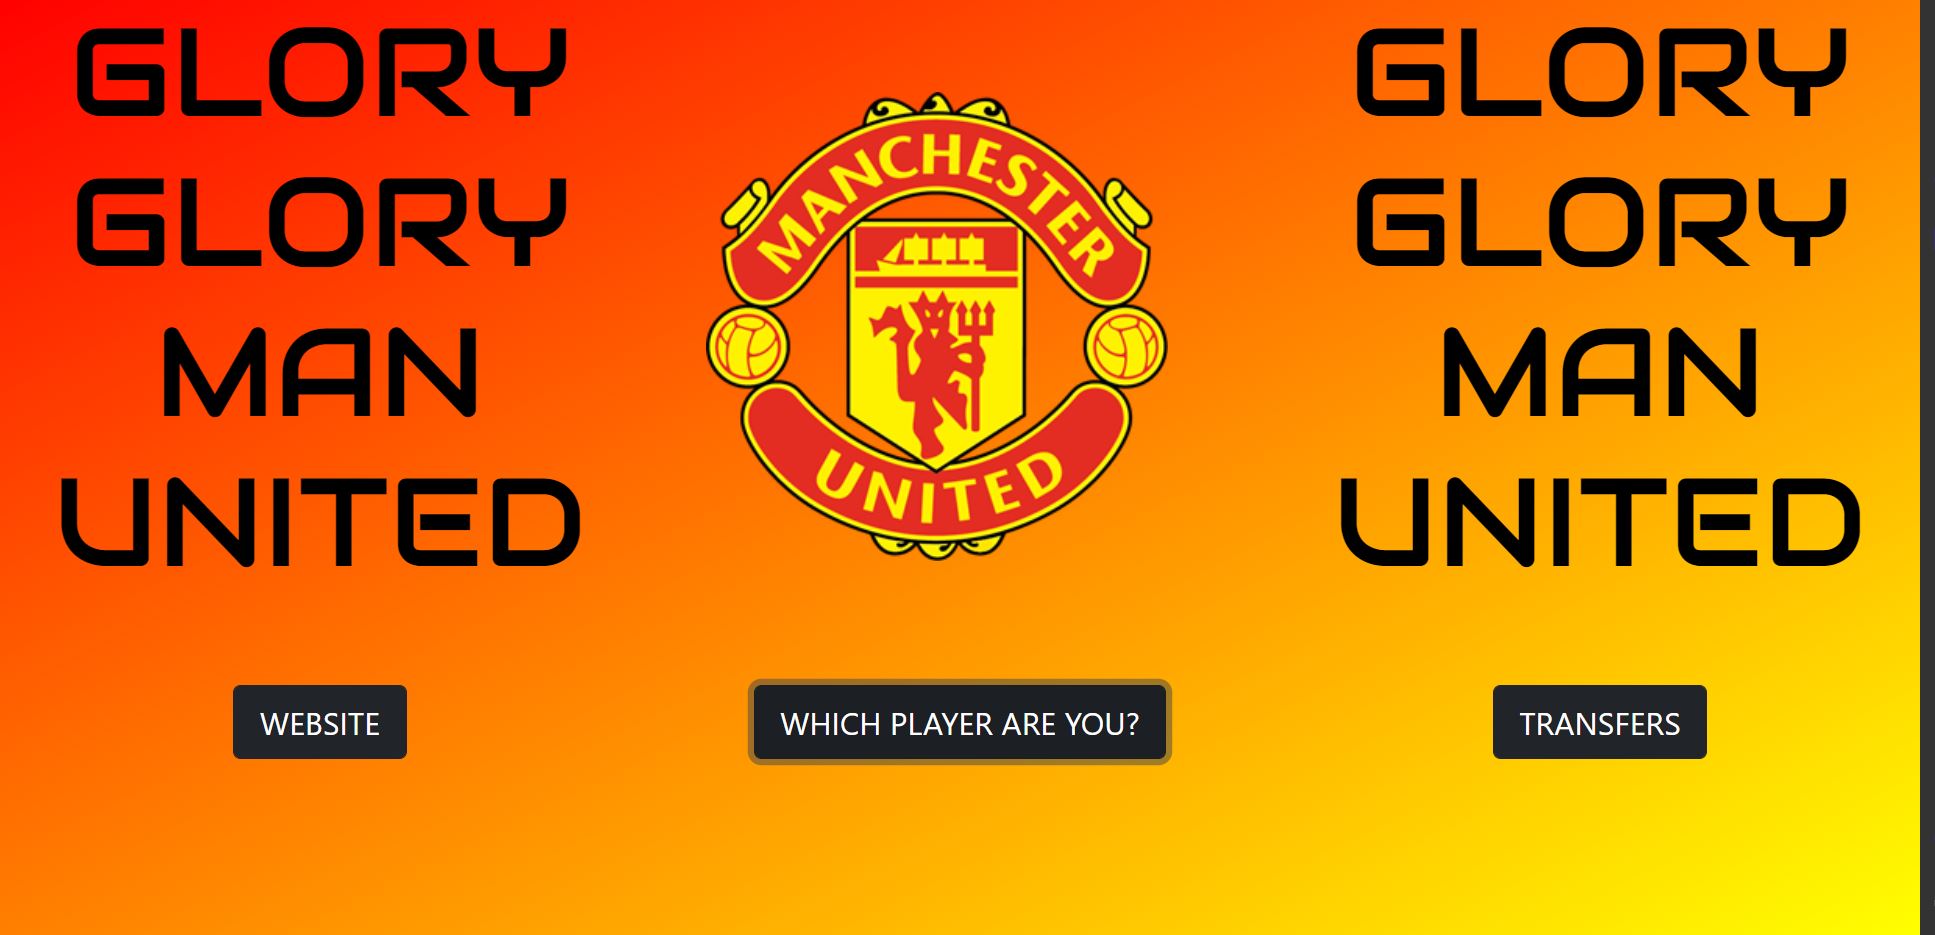 GLORY
GLORY
MAN
UNITED
MANCHESTER
UNITED
GLORY
GLORY
MAN
UNITED
WEBSITE
WHICH PLAYER ARE YOU?
TRANSFERS